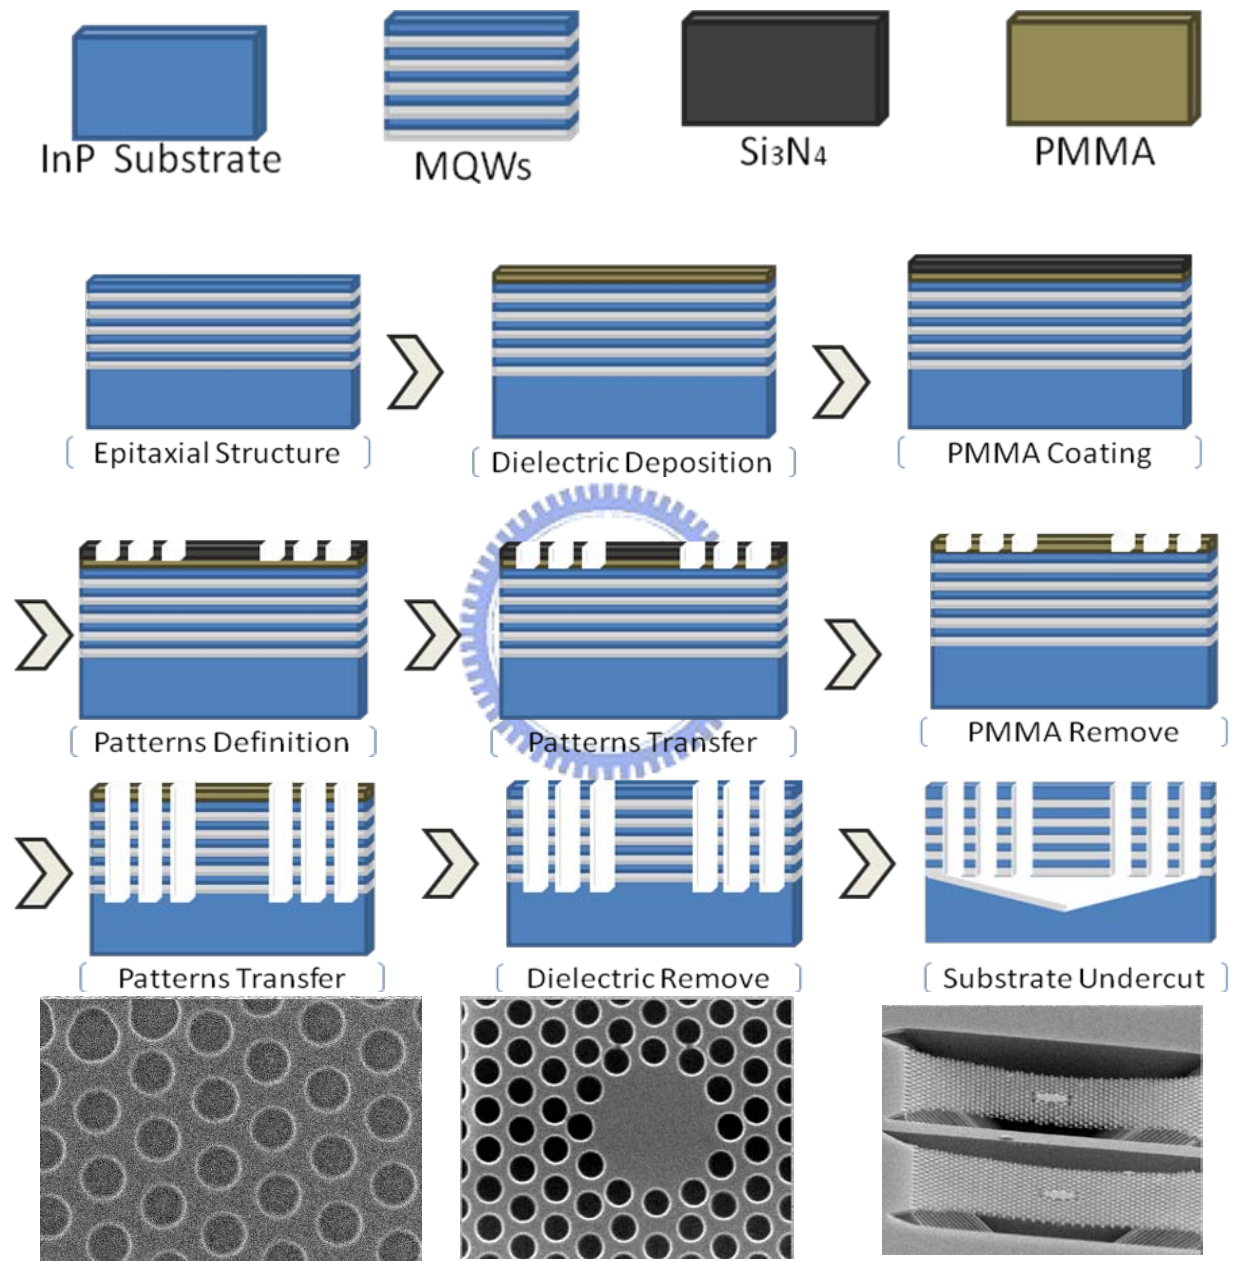 InP Substrate
MQWs
Si₃N₄
PMMA
Epitaxial Structure
Dielectric Deposition
PMMA Coating
Patterns Definition
Patterns Transfer
PMMA Remove
Patterns Transfer
Dielectric Remove
Substrate Undercut